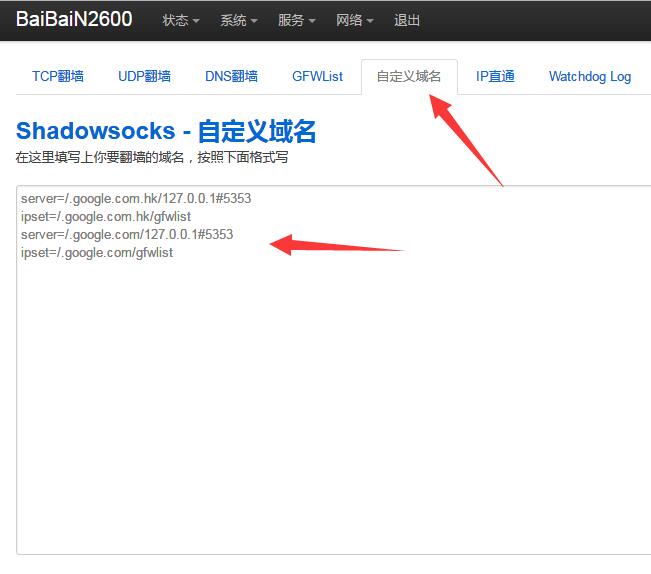 BaiBaiN2600 状态 系统 服务 网络 退出
TCP翻墙 UDP翻墙 DNS翻墙 GFWList 自定义域名 IP直通 Watchdog Log
Shadowsocks - 自定义域名
在这里填写上你要翻墙的域名，按照下面格式写
server=/.google.com.hk/127.0.0.1#5353
ipset=/.google.com.hk/gfwlist
server=/.google.com/127.0.0.1#5353
ipset=/.google.com/gfwlist